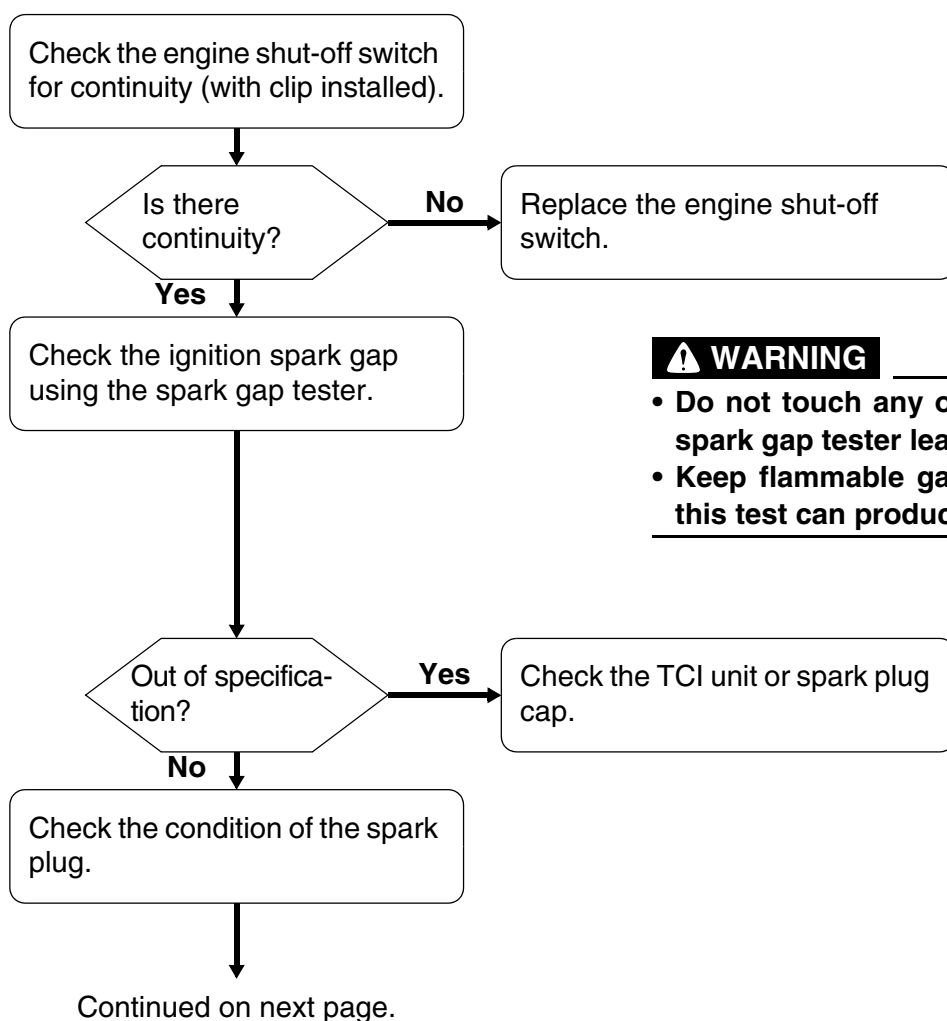 Check the engine shut-off switch
for continuity (with clip installed).
Is there
continuity?
No
Replace the engine shut-off
switch.
Yes
Check the ignition spark gap
using the spark gap tester.
WARNING
• Do not touch any
spark gap tester
• Keep flammable
this test can
Out of specifica-
tion?
Yes
Check the TCI unit or spark plug
cap.
No
Check the condition of the spark
plug.
Continued on next page.